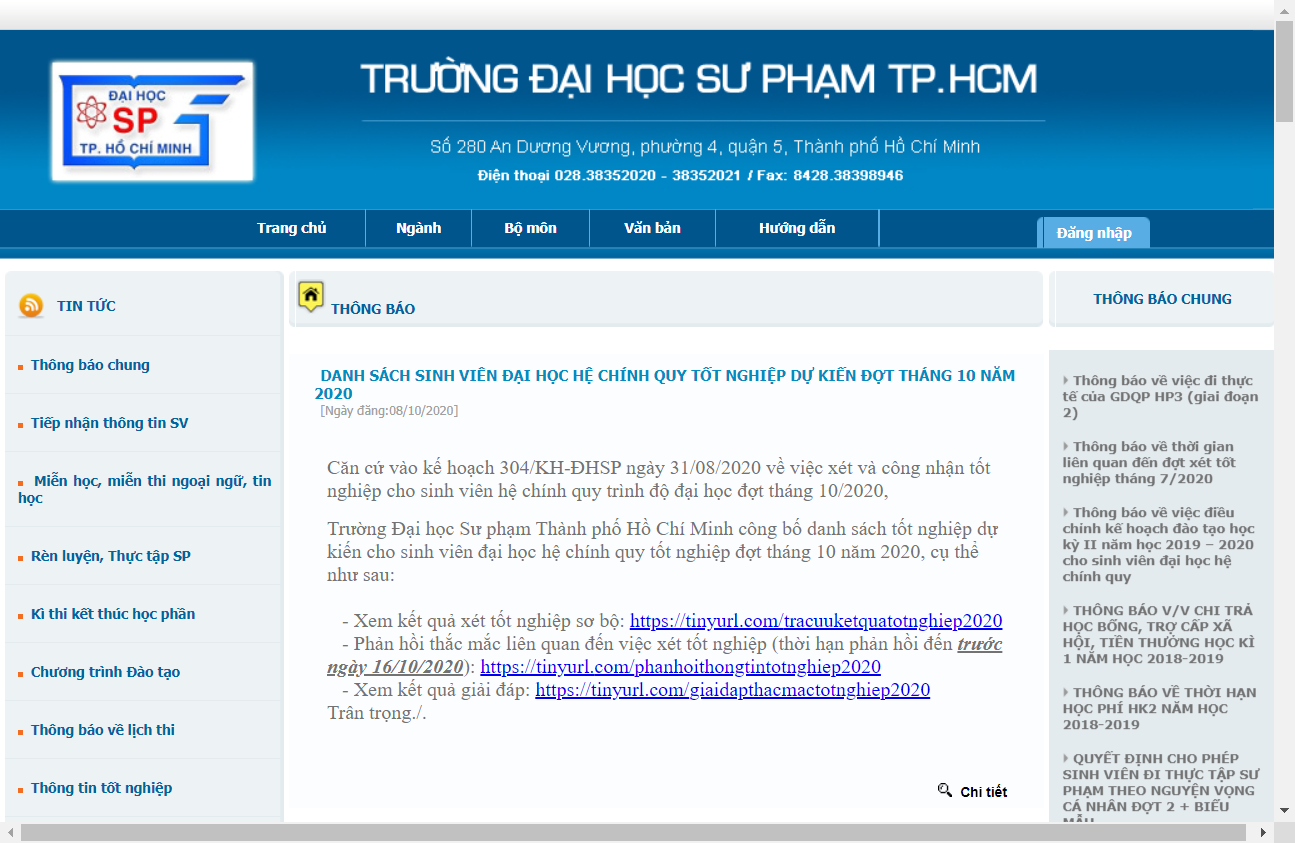 ĐẠI HỌC
SP
TP. HỒ CHÍ MINH
TRƯỜNG ĐẠI HỌC SƯ PHẠM TP.HCM
Số 280 An Dương Vương, phường 4, quận 5, Thành phố Hồ Chí Minh
Điện thoại 028.38352020 - 38352021 / Fax: 8428.38398946
Trang chủ Ngành Bộ môn Văn bản Hướng dẫn Đăng nhập
TIN TỨC
Thông báo chung
Tiếp nhận thông tin SV
Miễn học, miễn thi ngoại ngữ, tin
học
Rèn luyện, Thực tập SP
Kì thi kết thúc học phần
Chương trình Đào tạo
Thông báo về lịch thi
Thông tin tốt nghiệp
THÔNG BÁO
DANH SÁCH SINH VIÊN ĐẠI HỌC HỆ CHÍNH QUY TỐT NGHIỆP DỰ KIẾN ĐỢT THÁNG 10 NĂM
2020
[Ngày đăng:08/10/2020]
Căn cứ vào kế hoạch 304/KH-ĐHSP ngày 31/08/2020 về việc xét và công nhận tốt
nghiệp cho sinh viên hệ chính quy trình độ đại học đợt tháng 10/2020,
Trường Đại học Sư phạm Thành phố Hồ Chí Minh công bố danh sách tốt nghiệp dự
kiến cho sinh viên đại học hệ chính quy tốt nghiệp đợt tháng 10 năm 2020, cụ thể
như sau:
- Xem kết quả xét tốt nghiệp sơ bộ: https://tinyurl.com/tracuuketquatotnghiep2020
- Phản hồi thắc mắc liên quan đến việc xét tốt nghiệp (thời hạn phản hồi đến trước
ngày 16/10/2020): https://tinyurl.com/phanhoithongtintotnghiep2020
- Xem kết quả giải đáp: https://tinyurl.com/giaidapthacmactotnghiep2020
Trân trọng./.
Chi tiết
THÔNG BÁO CHUNG
Thông báo về việc đi thực
tế của GDQP HP3 (giai đoạn
2)
Thông báo về thời gian
liên quan đến đợt xét tốt
nghiệp tháng 7/2020
Thông báo về việc điều
chỉnh kế hoạch đào tạo học
kỳ II năm học 2019 – 2020
cho sinh viên đại học hệ
chính quy
THÔNG BÁO V/V CHI TRẢ
HỌC BỔNG, TRỢ CẤP XÃ
HỘI, TIỀN THƯỞNG HỌC KÌ
1 NĂM HỌC 2018-2019
THÔNG BÁO VỀ THỜI HẠN
HỌC PHÍ HK2 NĂM HỌC
2018-2019
QUYẾT ĐỊNH CHO PHÉP
SINH VIÊN ĐI THỰC TẬP SƯ
PHẠM THEO NGUYỆN VỌNG
CÁ NHÂN ĐỢT 2 + BIỂU
MẪU